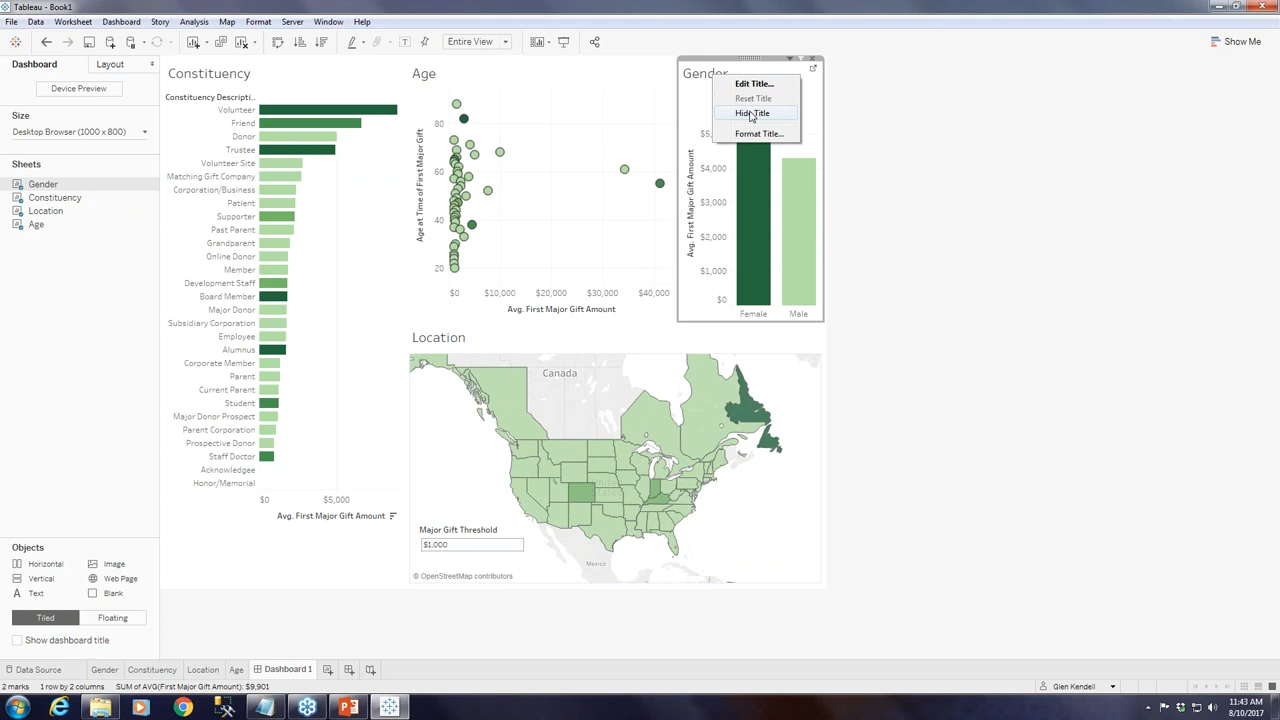 Tableau - Book1
File Data Worksheet Dashboard Story Analysis Map Format Server Window Help
Entire View
Show Me
Dashboard Layout
Device Preview
Size
Desktop Browser (1000 x 800)
Sheets
Gender
Constituency
Location
Age
Objects
Horizontal Image
Vertical Web Page
Text Blank
Tiled Floating
Show dashboard title
Constituency
Constituency Descripti..
Volunteer
Friend
Donor
Trustee
Volunteer Site
Matching Gift Company
Corporation/Business
Patient
Supporter
Past Parent
Grandparent
Online Donor
Member
Development Staff
Board Member
Major Donor
Subsidiary Corporation
Employee
Alumnus
Corporate Member
Parent
Current Parent
Student
Major Donor Prospect
Parent Corporation
Prospective Donor
Staff Doctor
Acknowledgee
Honor/Memorial
$0 $5,000
Avg. First Major Gift Amount
Age
Age at Time of First Major Gift
80
60
40
20
$0 $10,000 $20,000 $30,000 $40,000
Avg. First Major Gift Amount
Gender
Edit Title...
Reset Title
Hide Title
Format Title...
Avg. First Major Gift Amount
$4,000
$3,000
$2,000
$1,000
$0
Female Male
Location
Canada
Mexico
Major Gift Threshold
$1,000
© OpenStreetMap contributors
Data Source Gender Constituency Location Age Dashboard 1
2 marks 1 row by 2 columns SUM of AVG(First Major Gift Amount): $9,901
Glen Kendell
11:43 AM
8/10/2017